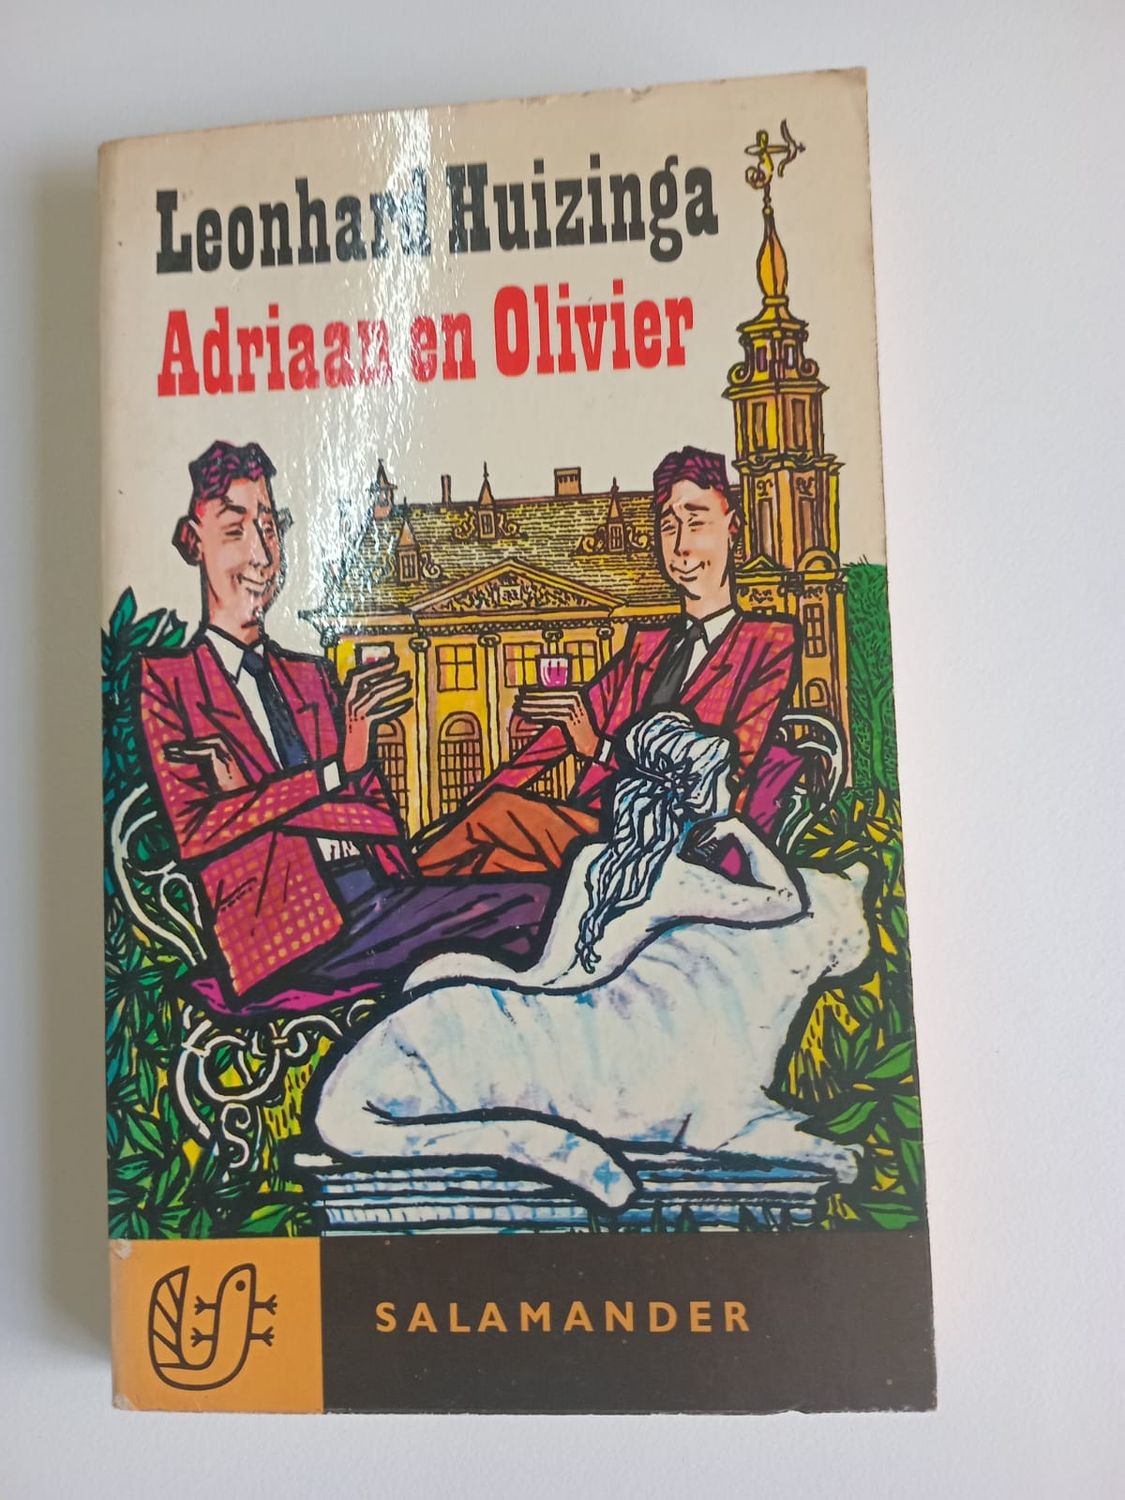 Leonhard Huizinga
Adriaan en Olivier
SALAMANDER